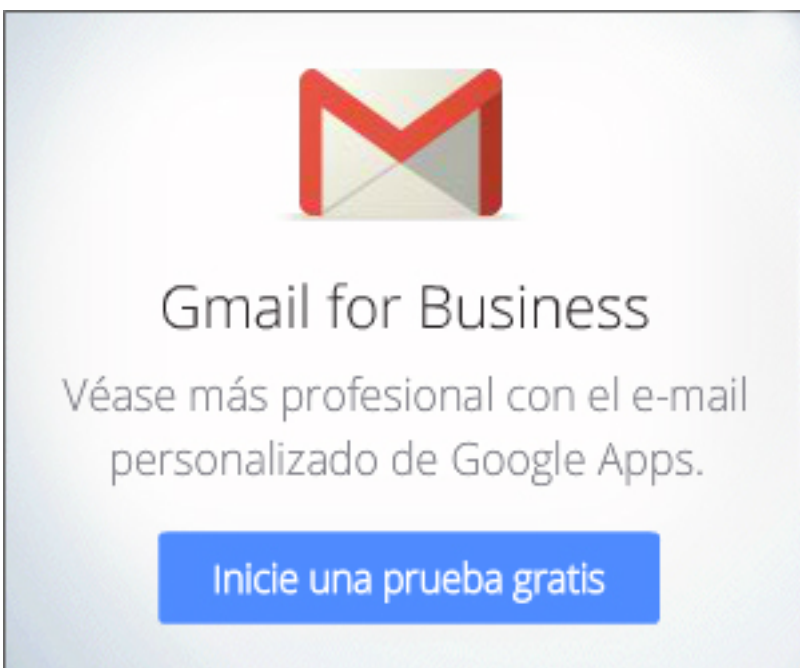 Gmail for Business
Véase más profesional con el e-mail
personalizado de Google Apps.
Inicie una prueba gratis